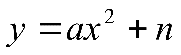 y = ax² + n